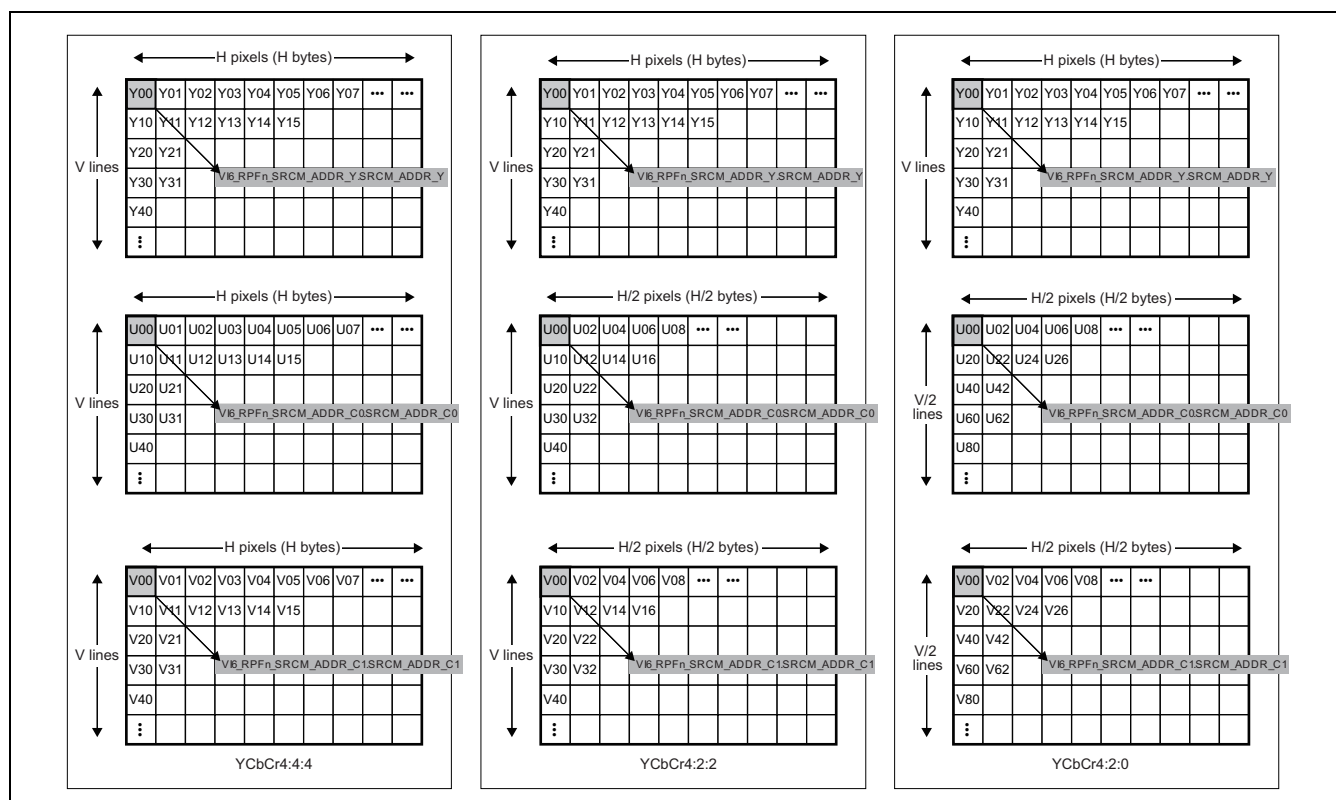 H pixels (H bytes)
V lines
Y00 Y01 Y02 Y03 Y04 Y05 Y06 Y07 ••• •••
Y10 Y11 Y12 Y13 Y14 Y15
Y20 Y21
VI6_RPFn_SRCM_ADDR_Y.SRCM_ADDR_Y
Y30 Y31
Y40
⋮
H pixels (H bytes)
V lines
U00 U01 U02 U03 U04 U05 U06 U07 ••• •••
U10 U11 U12 U13 U14 U15
U20 U21
VI6_RPFn_SRCM_ADDR_C0.SRCM_ADDR_C0
U30 U31
U40
⋮
H pixels (H bytes)
V lines
V00 V01 V02 V03 V04 V05 V06 V07 ••• •••
V10 V11 V12 V13 V14 V15
V20 V21
VI6_RPFn_SRCM_ADDR_C1.SRCM_ADDR_C1
V30 V31
V40
⋮
YCbCr4:4:4
H pixels (H bytes)
V lines
Y00 Y01 Y02 Y03 Y04 Y05 Y06 Y07 ••• •••
Y10 Y11 Y12 Y13 Y14 Y15
Y20 Y21
VI6_RPFn_SRCM_ADDR_Y.SRCM_ADDR_Y
Y30 Y31
Y40
⋮
H/2 pixels (H/2 bytes)
V lines
U00 U02 U04 U06 U08 ••• •••
U10 U12 U14 U16
U20 U22
VI6_RPFn_SRCM_ADDR_C0.SRCM_ADDR_C0
U30 U32
U40
⋮
H/2 pixels (H/2 bytes)
V lines
V00 V02 V04 V06 V08 ••• •••
V10 V12 V14 V16
V20 V22
VI6_RPFn_SRCM_ADDR_C1.SRCM_ADDR_C1
V30 V32
V40
⋮
YCbCr4:2:2
H pixels (H bytes)
V lines
Y00 Y01 Y02 Y03 Y04 Y05 Y06 Y07 ••• •••
Y10 Y11 Y12 Y13 Y14 Y15
Y20 Y21
VI6_RPFn_SRCM_ADDR_Y.SRCM_ADDR_Y
Y30 Y31
Y40
⋮
H/2 pixels (H/2 bytes)
V/2
lines
U00 U02 U04 U06 U08 ••• •••
U20 U22 U24 U26
U40 U42
VI6_RPFn_SRCM_ADDR_C0.SRCM_ADDR_C0
U60 U62
U80
⋮
H/2 pixels (H/2 bytes)
V/2
lines
V00 V02 V04 V06 V08 ••• •••
V20 V22 V24 V26
V40 V42
VI6_RPFn_SRCM_ADDR_C1.SRCM_ADDR_C1
V60 V62
V80
⋮
YCbCr4:2:0